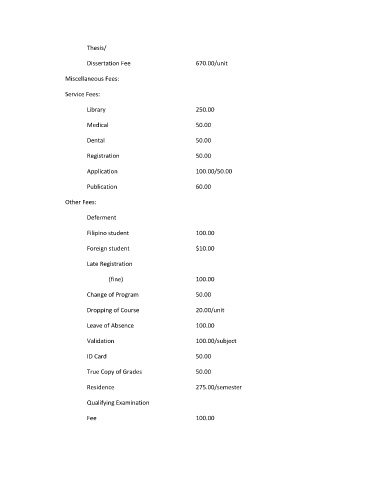 Thesis/
Dissertation Fee 670.00/unit
Miscellaneous Fees:
Service Fees:
Library 250.00
Medical 50.00
Dental 50.00
Registration 50.00
Application 100.00/50.00
Publication 60.00
Other Fees:
Deferment
Filipino student 100.00
Foreign student $10.00
Late Registration
(fine) 100.00
Change of Program 50.00
Dropping of Course 20.00/unit
Leave of Absence 100.00
Validation 100.00/subject
ID Card 50.00
True Copy of Grades 50.00
Residence 275.00/semester
Qualifying Examination
Fee 100.00